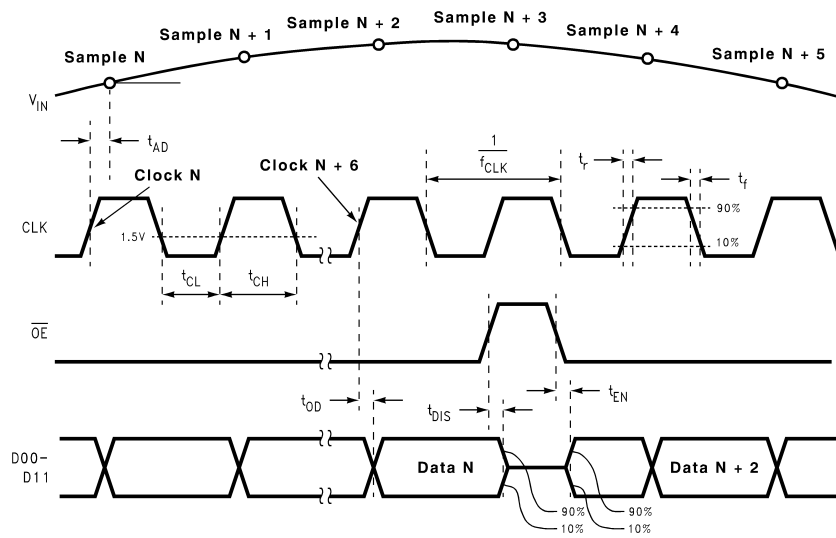 Sample N
Sample N + 1
Sample N + 2
Sample N + 3
Sample N + 4
Sample N + 5
VIN
tAD
Clock N
Clock N + 6
1
fCLK
tr
tf
CLK
1.5V
90%
10%
tCL
tCH
OE
tOD
tDIS
tEN
D00-
D11
Data N
Data N + 2
90%
10%
90%
10%